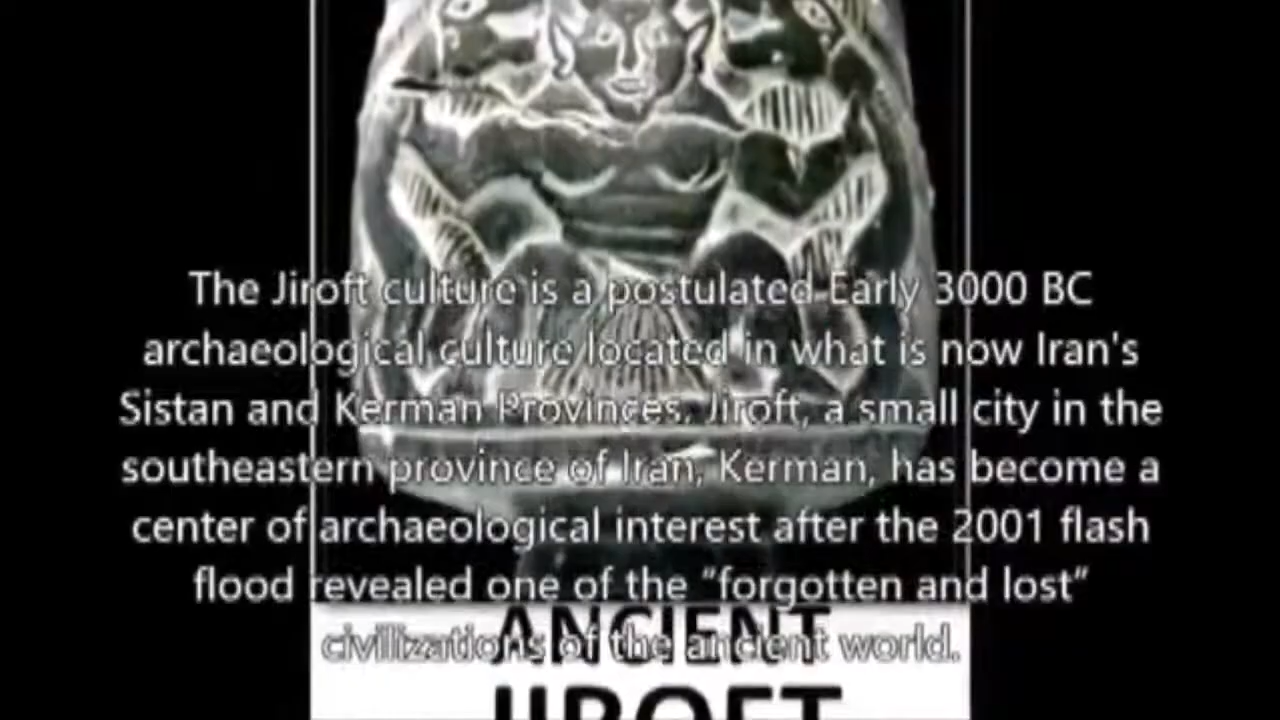 The Jiroft culture is a postulated Early 3000 BC
archaeological culture located in what is now Iran's
Sistan and Kerman Provinces. Jiroft, a small city in the
southeastern province of Iran, Kerman, has become a
center of archaeological interest after the 2001 flash
flood revealed one of the “forgotten and lost”
civilizations of the ancient world.
ANCIENT
JIROFT